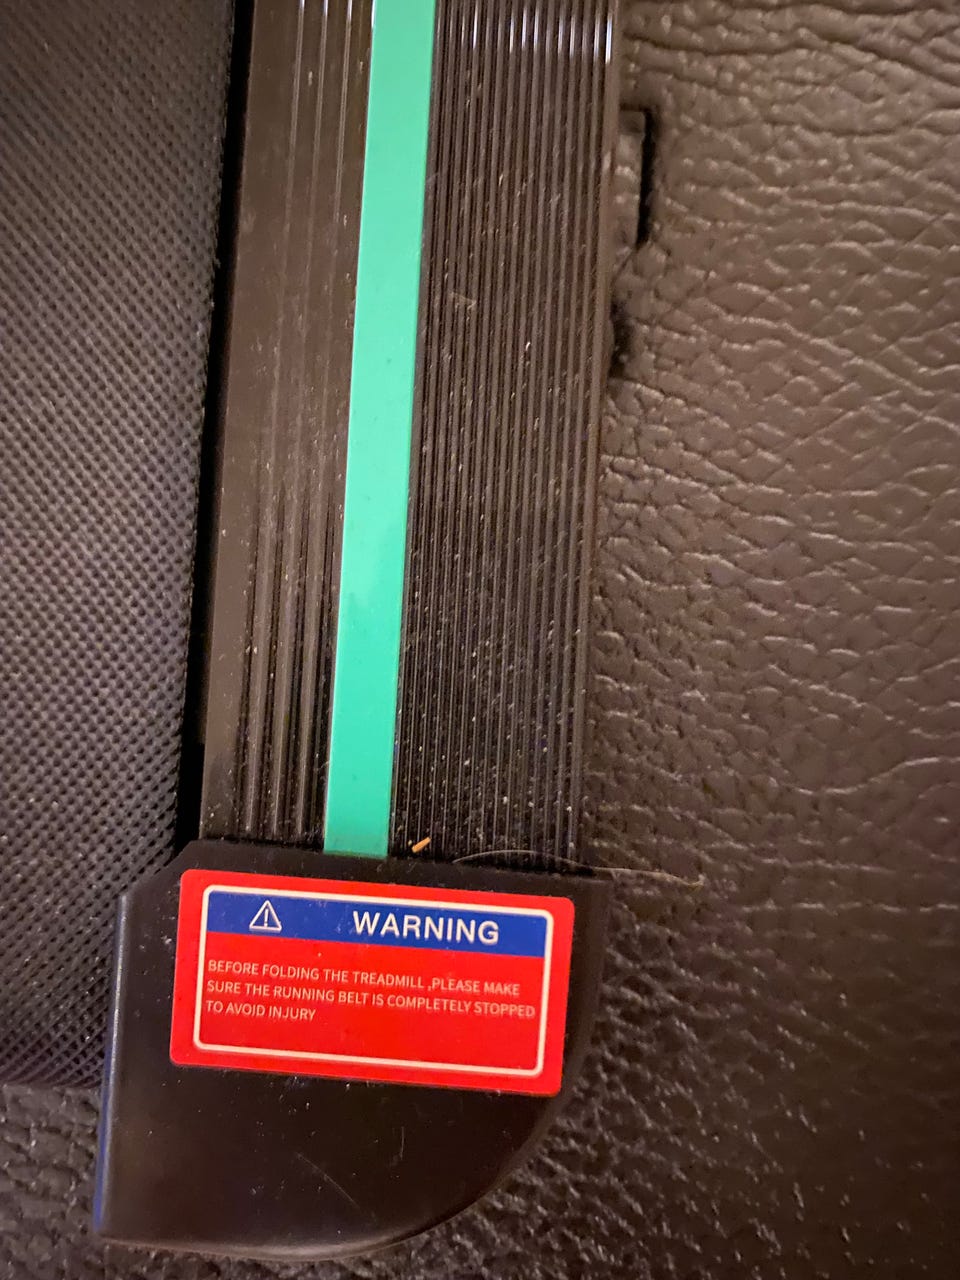 WARNING
BEFORE FOLDING THE TREADMILL ,PLEASE MAKE
SURE THE RUNNING BELT IS COMPLETELY STOPPED
TO AVOID INJURY